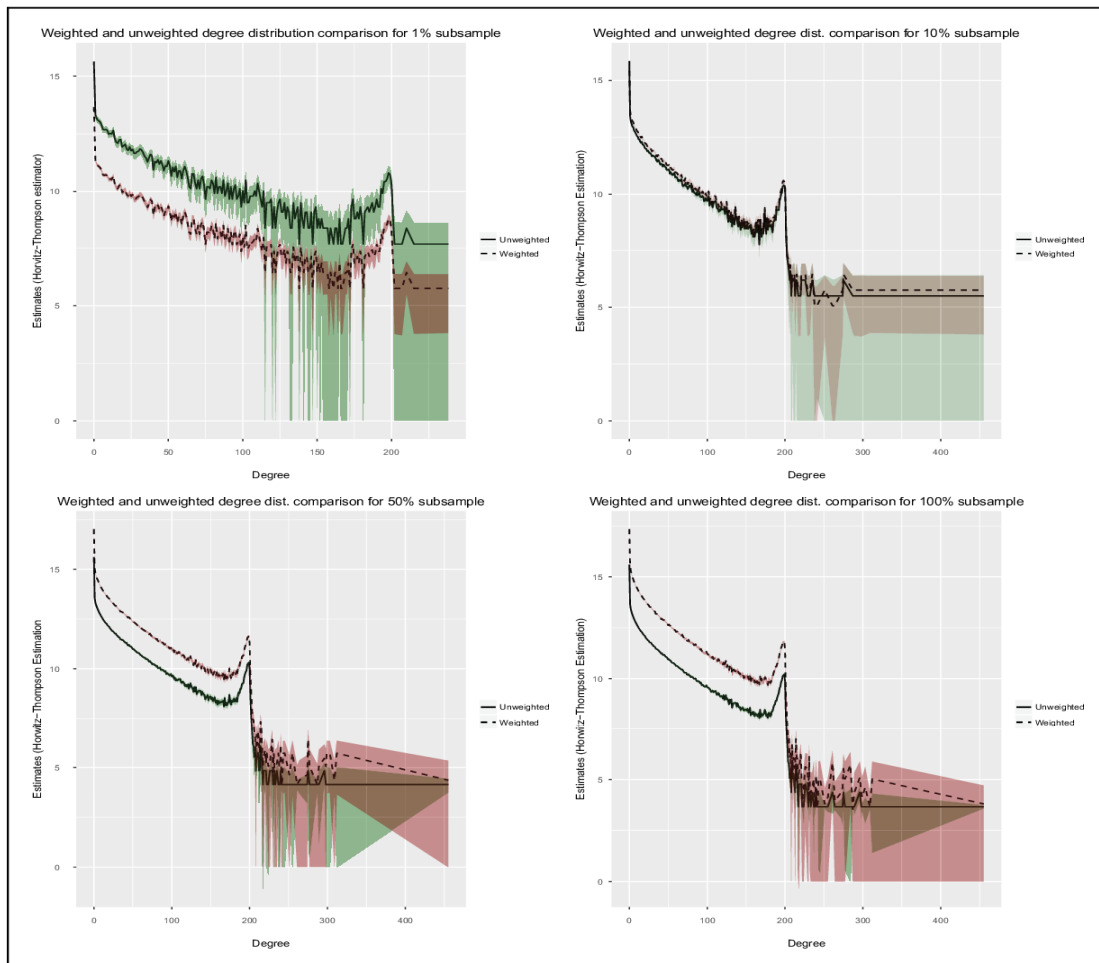 Weighted and unweighted degree distribution comparison for 1% subsample
Estimates (Horwitz-Thompson estimator)
15
10
5
0
0 50 100 150 200
Degree
Unweighted
Weighted
Weighted and unweighted degree dist. comparison for 10% subsample
Estimates (Horwitz-Thompson Estimation)
15
10
5
0
0 100 200 300 400
Degree
Unweighted
Weighted
Weighted and unweighted degree dist. comparison for 50% subsample
Estimates (Horwitz-Thompson Estimation
15
10
5
0
0 100 200 300 400
Degree
Unweighted
Weighted
Weighted and unweighted degree dist. comparison for 100% subsample
Estimates (Horwitz-Thompson Estimation)
15
10
5
0
0 100 200 300 400
Degree
Unweighted
Weighted